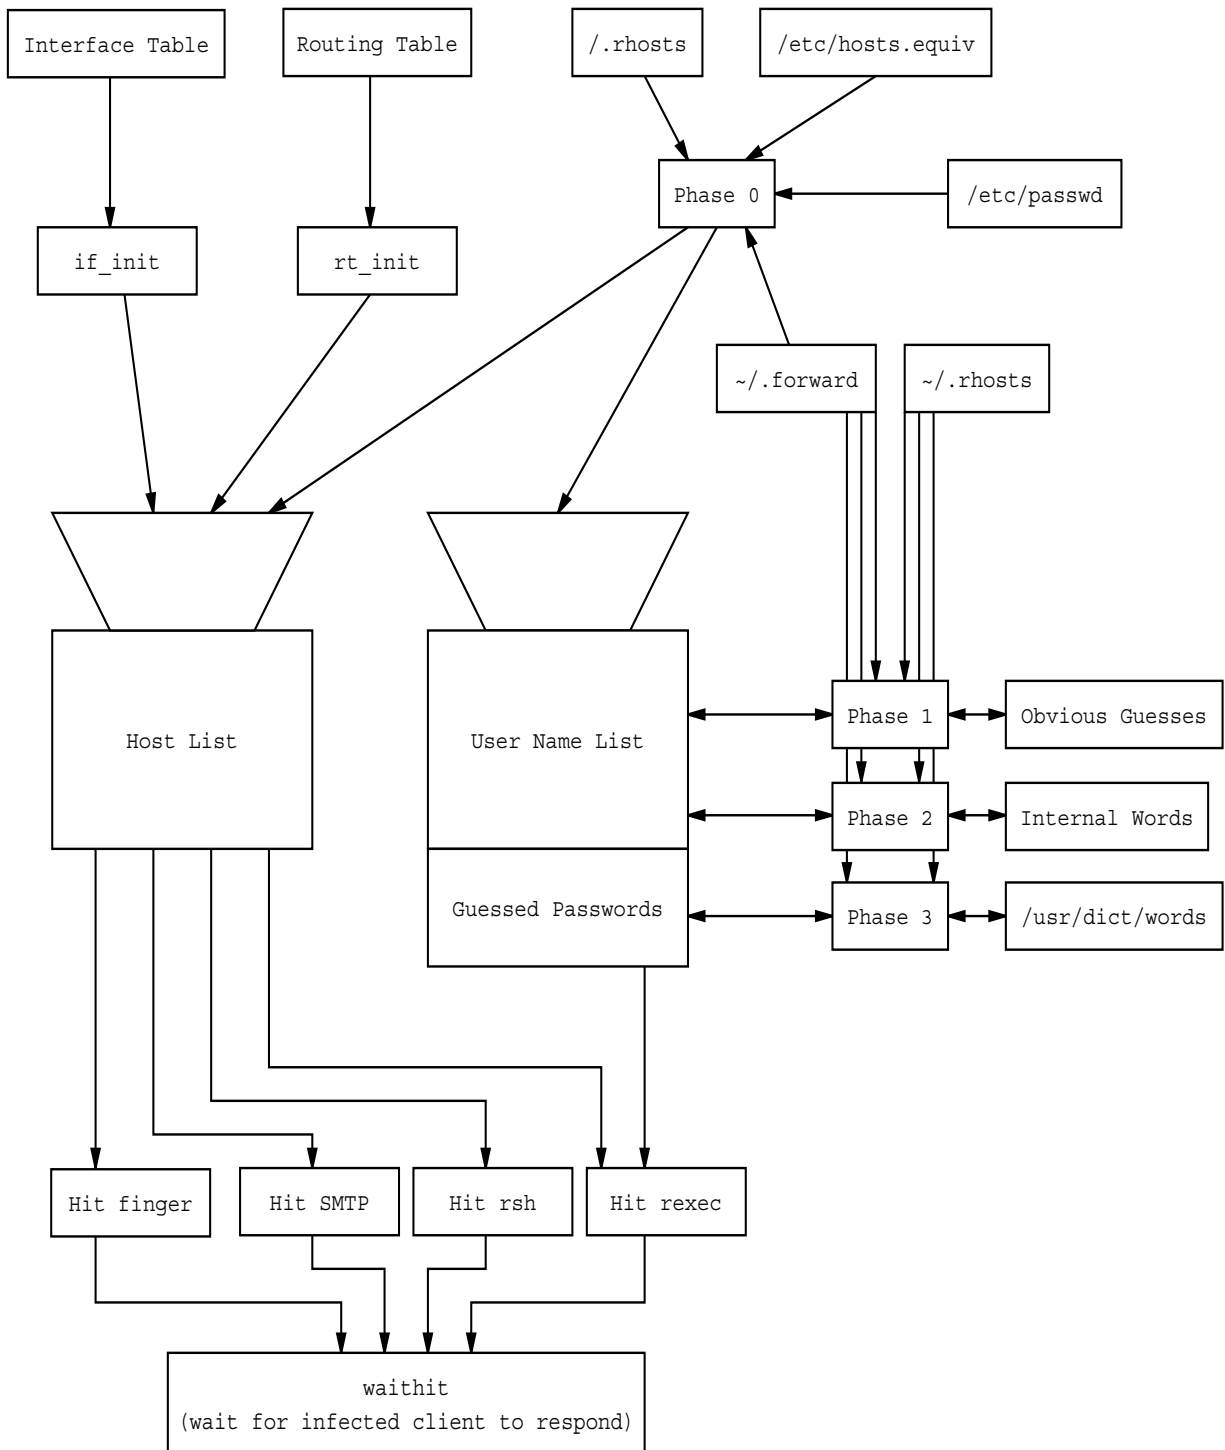 Interface Table
Routing Table
/.rhosts
/etc/hosts.equiv
Phase 0
/etc/passwd
if_init
rt_init
~/.forward
~/.rhosts
Host List
User Name List
Phase 1
Obvious Guesses
Phase 2
Internal Words
Guessed Passwords
Phase 3
/usr/dict/words
Hit finger
Hit SMTP
Hit rsh
Hit rexec
waithit
(wait for infected client to respond)